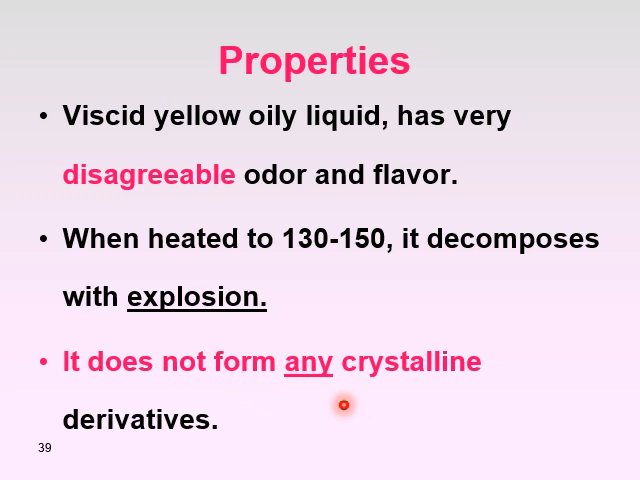 Properties
• Viscid yellow oily liquid, has very
disagreeable odor and flavor.
• When heated to 130-150, it decomposes
with explosion.
• It does not form any crystalline
derivatives.
39